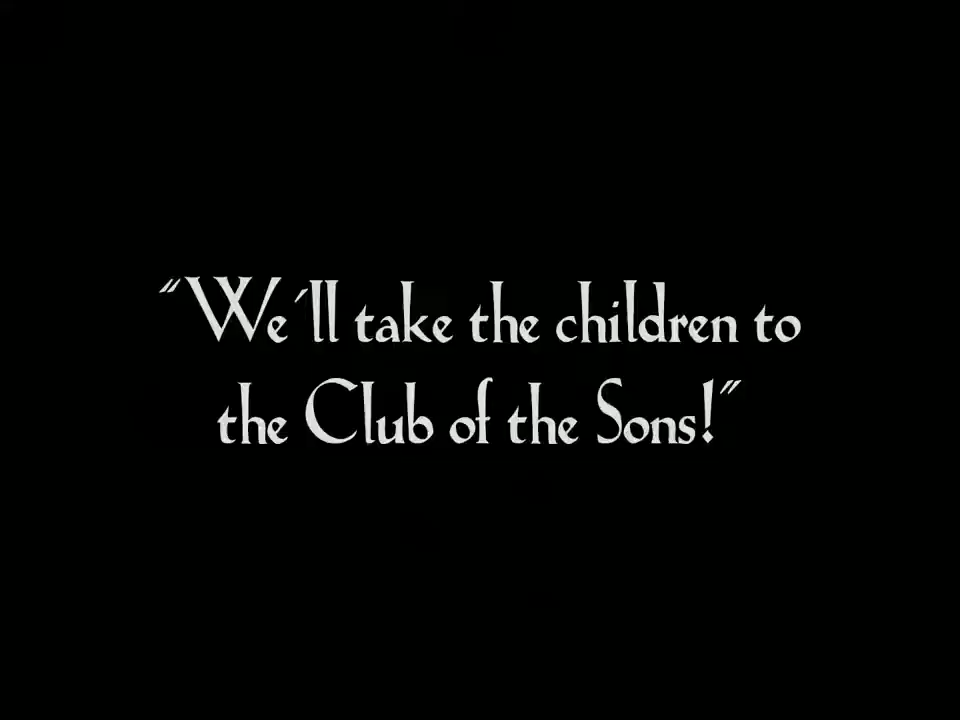 “We´ll take the children to
the Club of the Sons!”